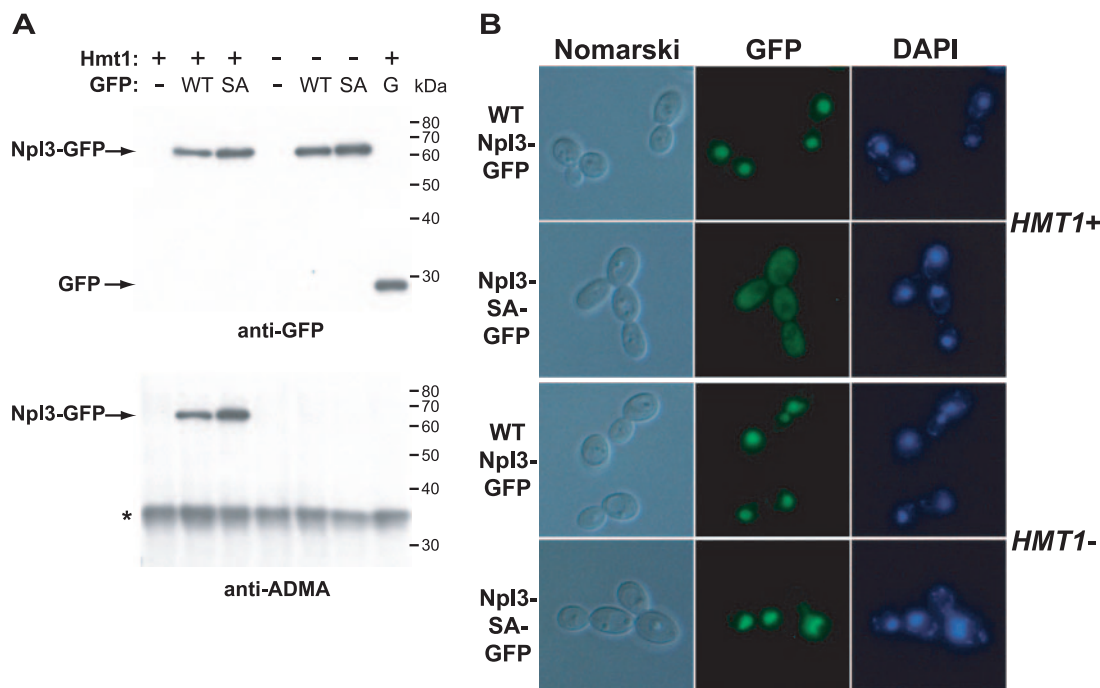 A
Hmt1: + + + - - - +
GFP: - WT SA - WT SA G kDa
Npl3-GFP
-80
-70
-60
-50
-40
GFP
-30
anti-GFP
Npl3-GFP
-80
-70
-60
-50
-40
*
-30
anti-ADMA
B
Nomarski GFP DAPI
WT
Npl3-
GFP
Npl3-
SA-
GFP
HMT1+
WT
Npl3-
GFP
Npl3-
SA-
GFP
HMT1-